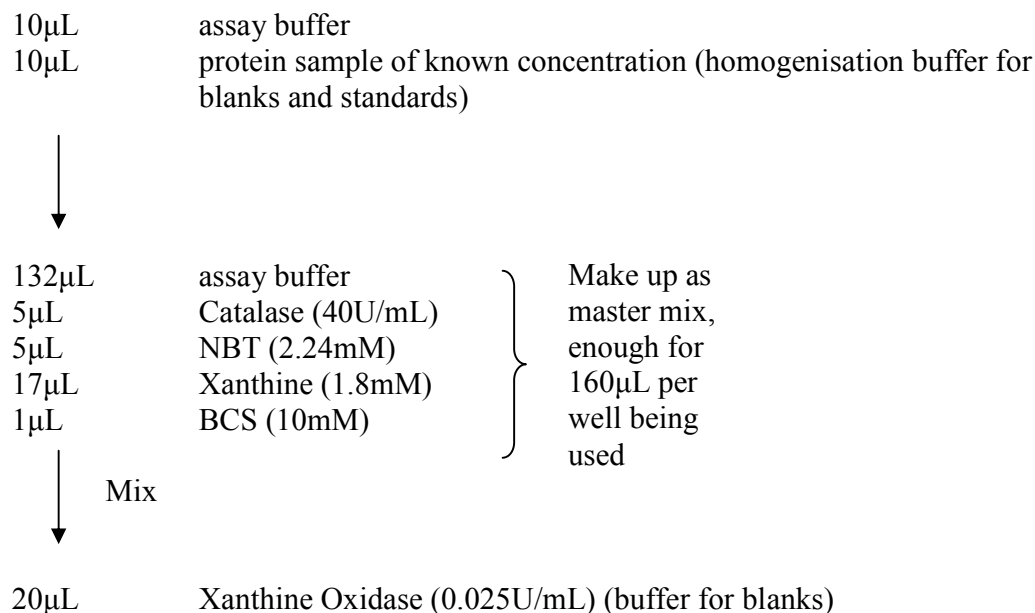 10µL assay buffer
10µL protein sample of known concentration (homogenisation buffer for
blanks and standards)
132µL assay buffer
5µL Catalase (40U/mL)
5µL NBT (2.24mM)
17µL Xanthine (1.8mM)
1µL BCS (10mM)
Make up as
master mix,
enough for
160µL per
well being
used
Mix
20µL Xanthine Oxidase (0.025U/mL) (buffer for blanks)